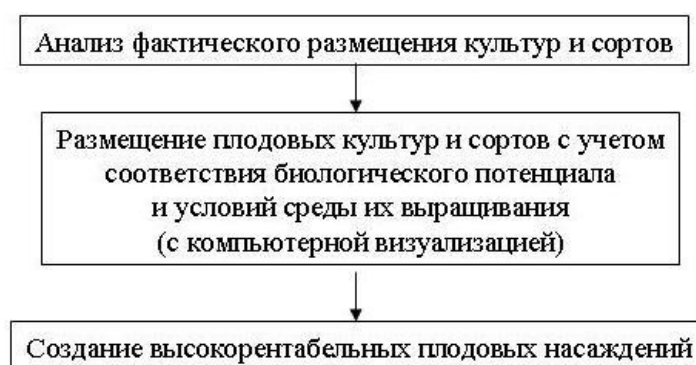 Анализ фактического размещения культур и сортов
Размещение плодовых культур и сортов с учетом
соответствия биологического потенциала
и условий среды их выращивания
(с компьютерной визуализацией)
Создание высокорентабельных плодовых насаждений